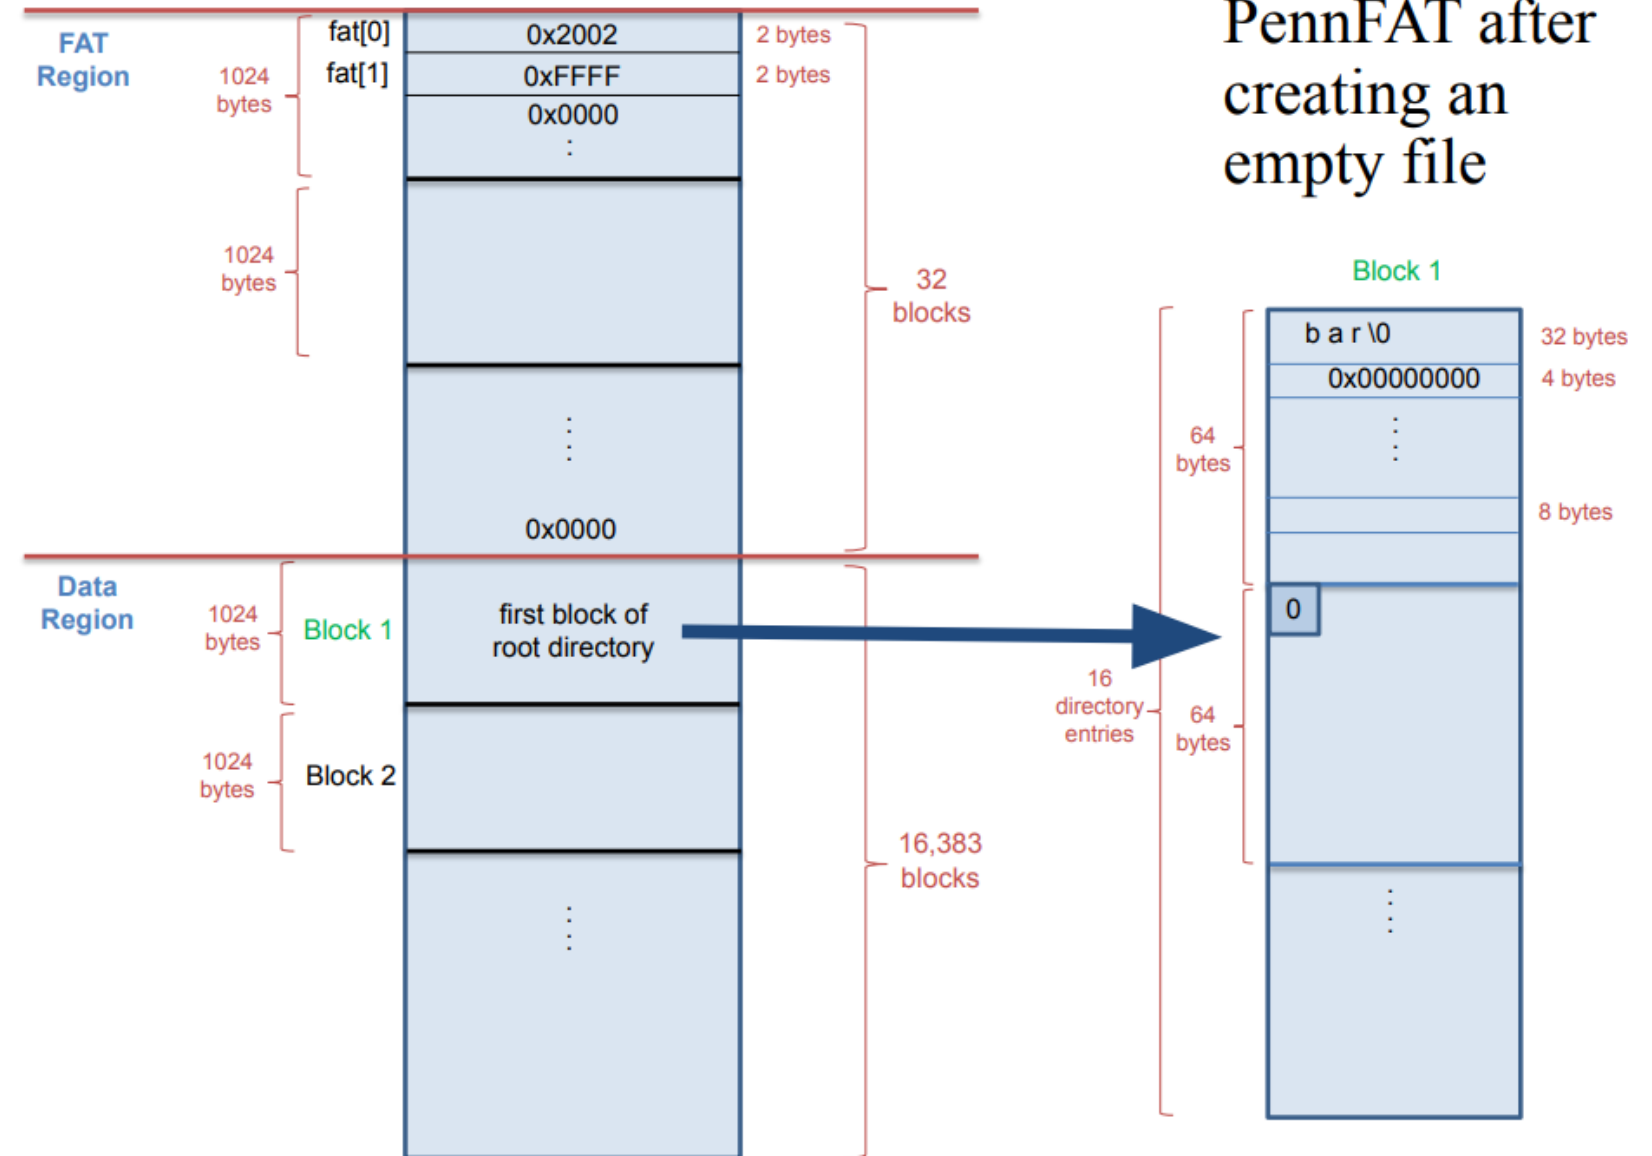 PennFAT after
creating an
empty file
FAT
Region
1024
bytes
fat[0]
0x2002
2 bytes
fat[1]
0xFFFF
2 bytes
0x0000
:
1024
bytes
32
blocks
0x0000
Data
Region
1024
bytes
Block 1
first block of
root directory
1024
bytes
Block 2
16,383
blocks
Block 1
16
directory
entries
64
bytes
b a r \0
32 bytes
0x00000000
4 bytes
8 bytes
64
bytes
0